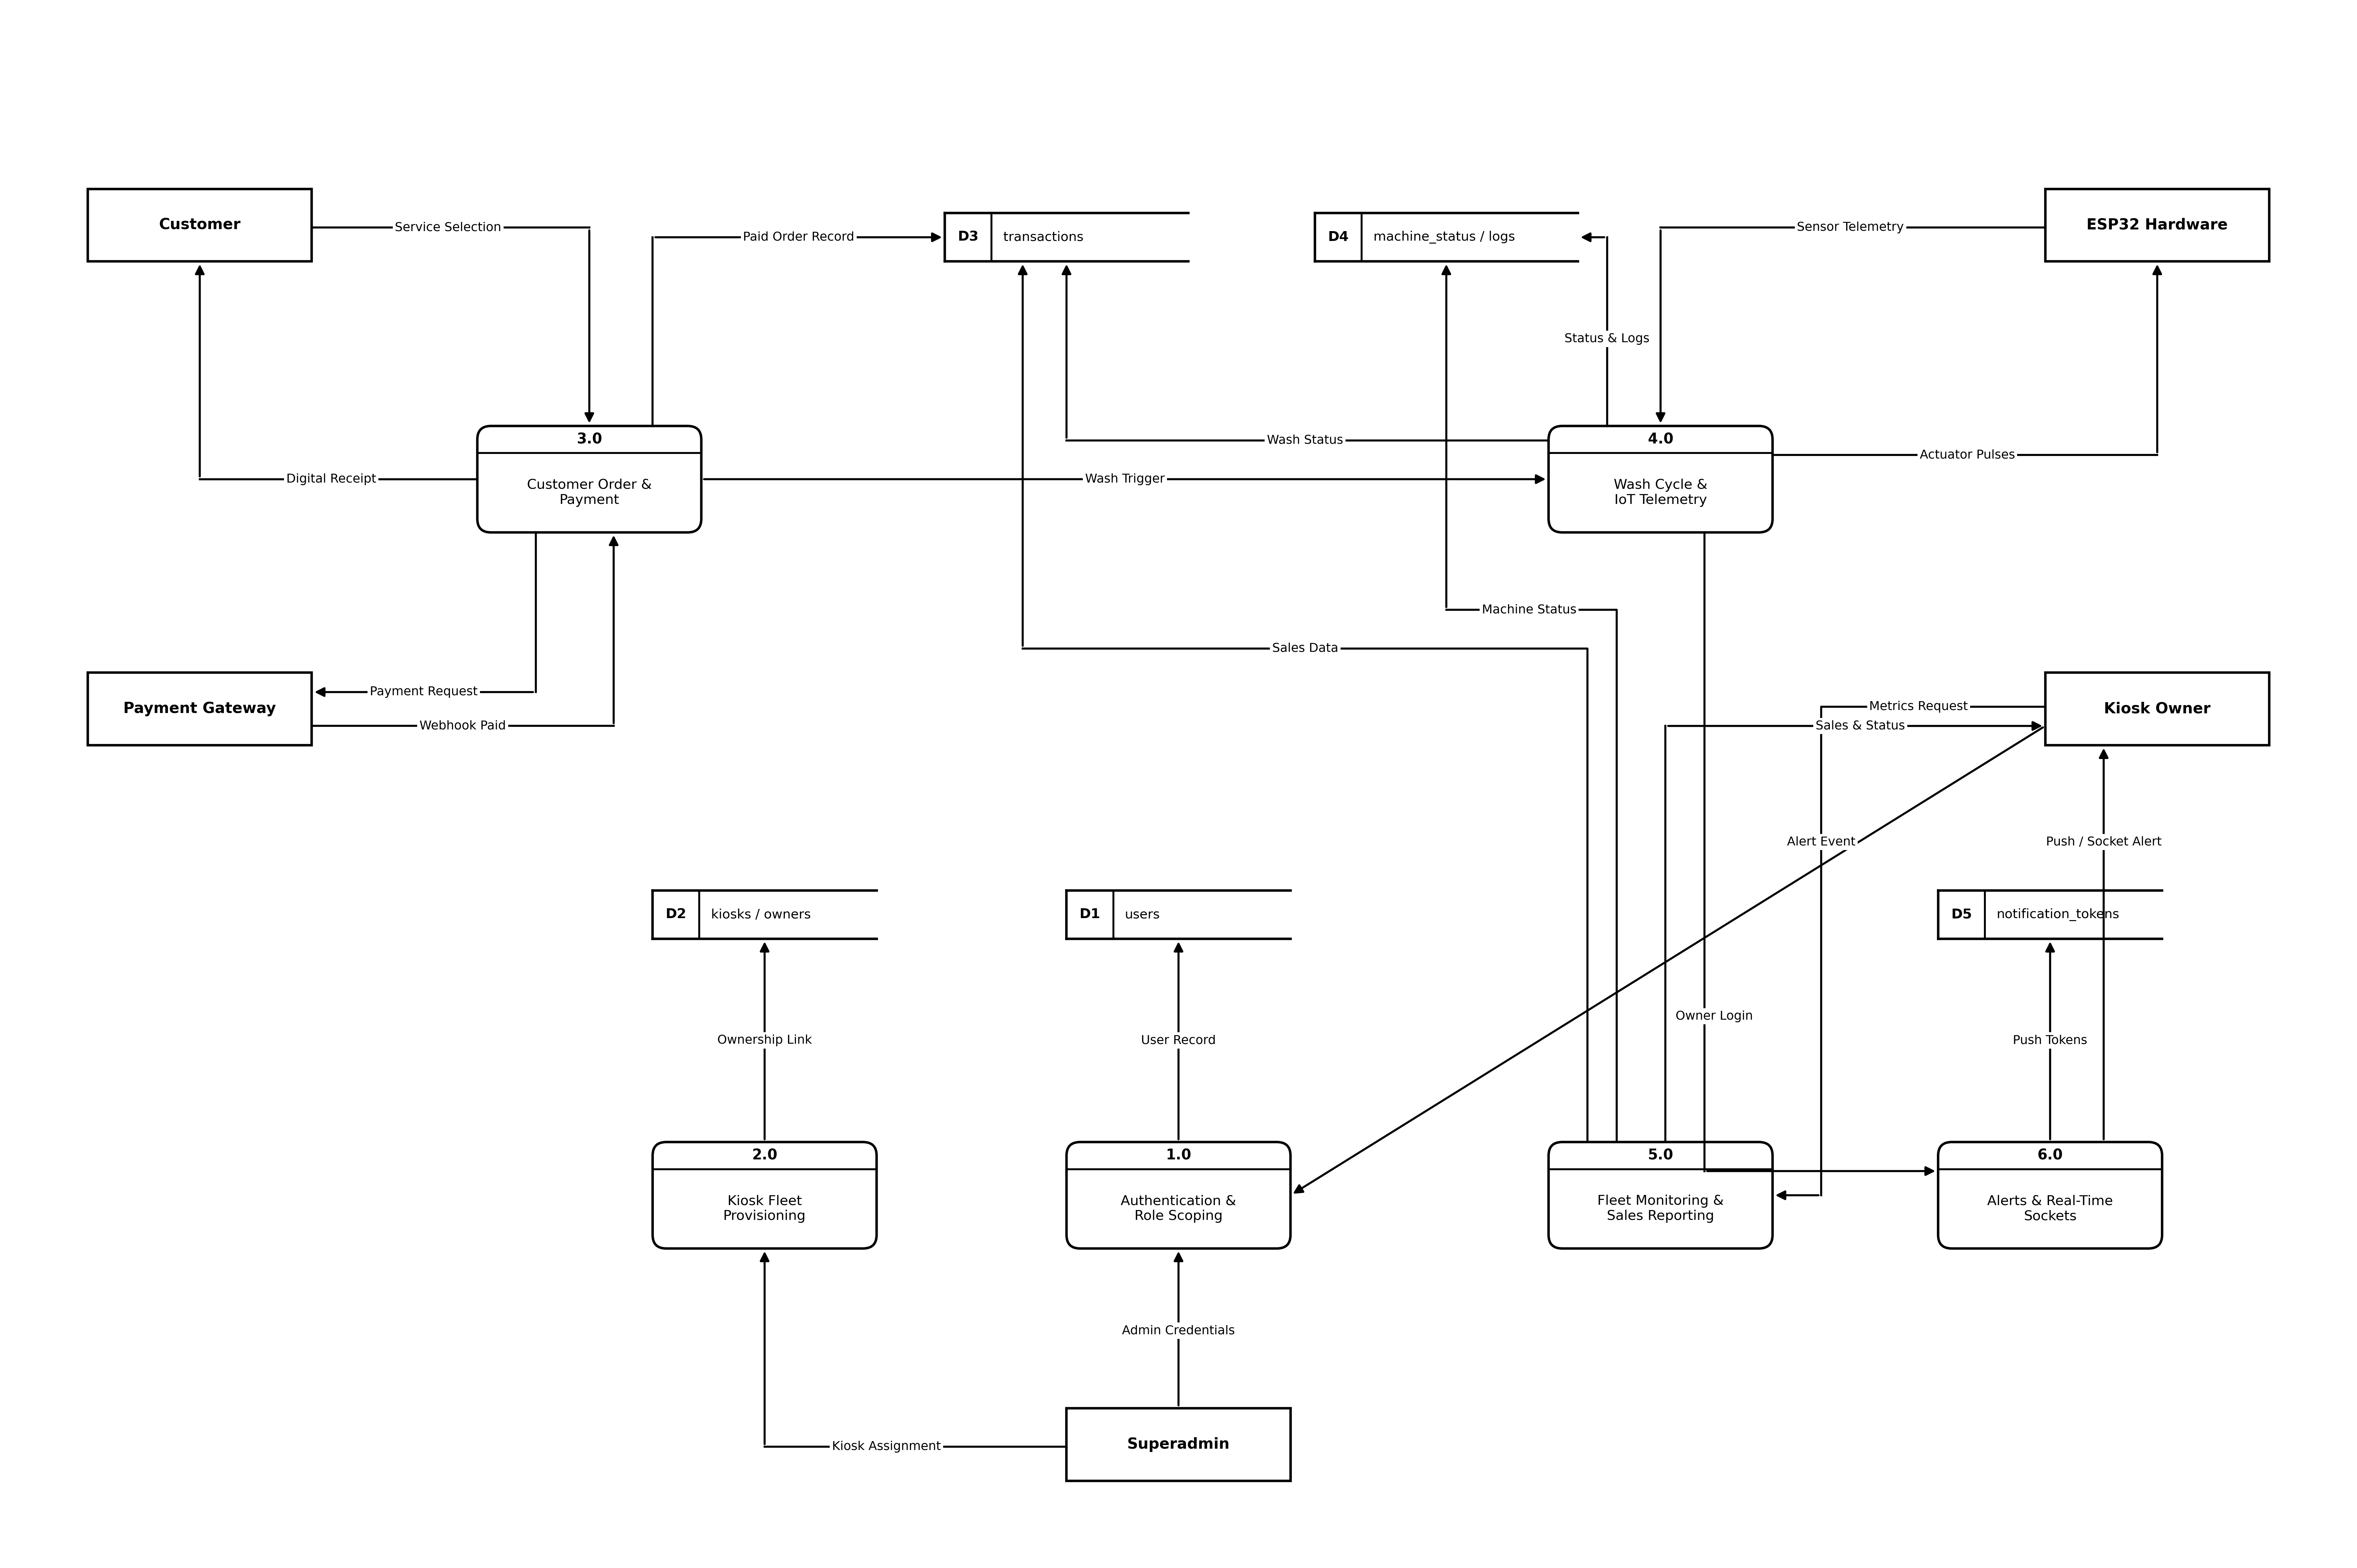 Customer
Service Selection
Paid Order Record
D3 transactions
D4 machine_status / logs
Sensor Telemetry
ESP32 Hardware
Status & Logs
3.0
Customer Order &
Payment
Wash Status
4.0
Wash Cycle &
IoT Telemetry
Actuator Pulses
Digital Receipt
Wash Trigger
Machine Status
Sales Data
Payment Gateway
Payment Request
Webhook Paid
Metrics Request
Sales & Status
Kiosk Owner
Alert Event
Push / Socket Alert
D2 kiosks / owners
D1 users
D5 notification_tokens
Owner Login
Ownership Link
User Record
Push Tokens
2.0
Kiosk Fleet
Provisioning
1.0
Authentication &
Role Scoping
5.0
Fleet Monitoring &
Sales Reporting
6.0
Alerts & Real-Time
Sockets
Admin Credentials
Kiosk Assignment
Superadmin